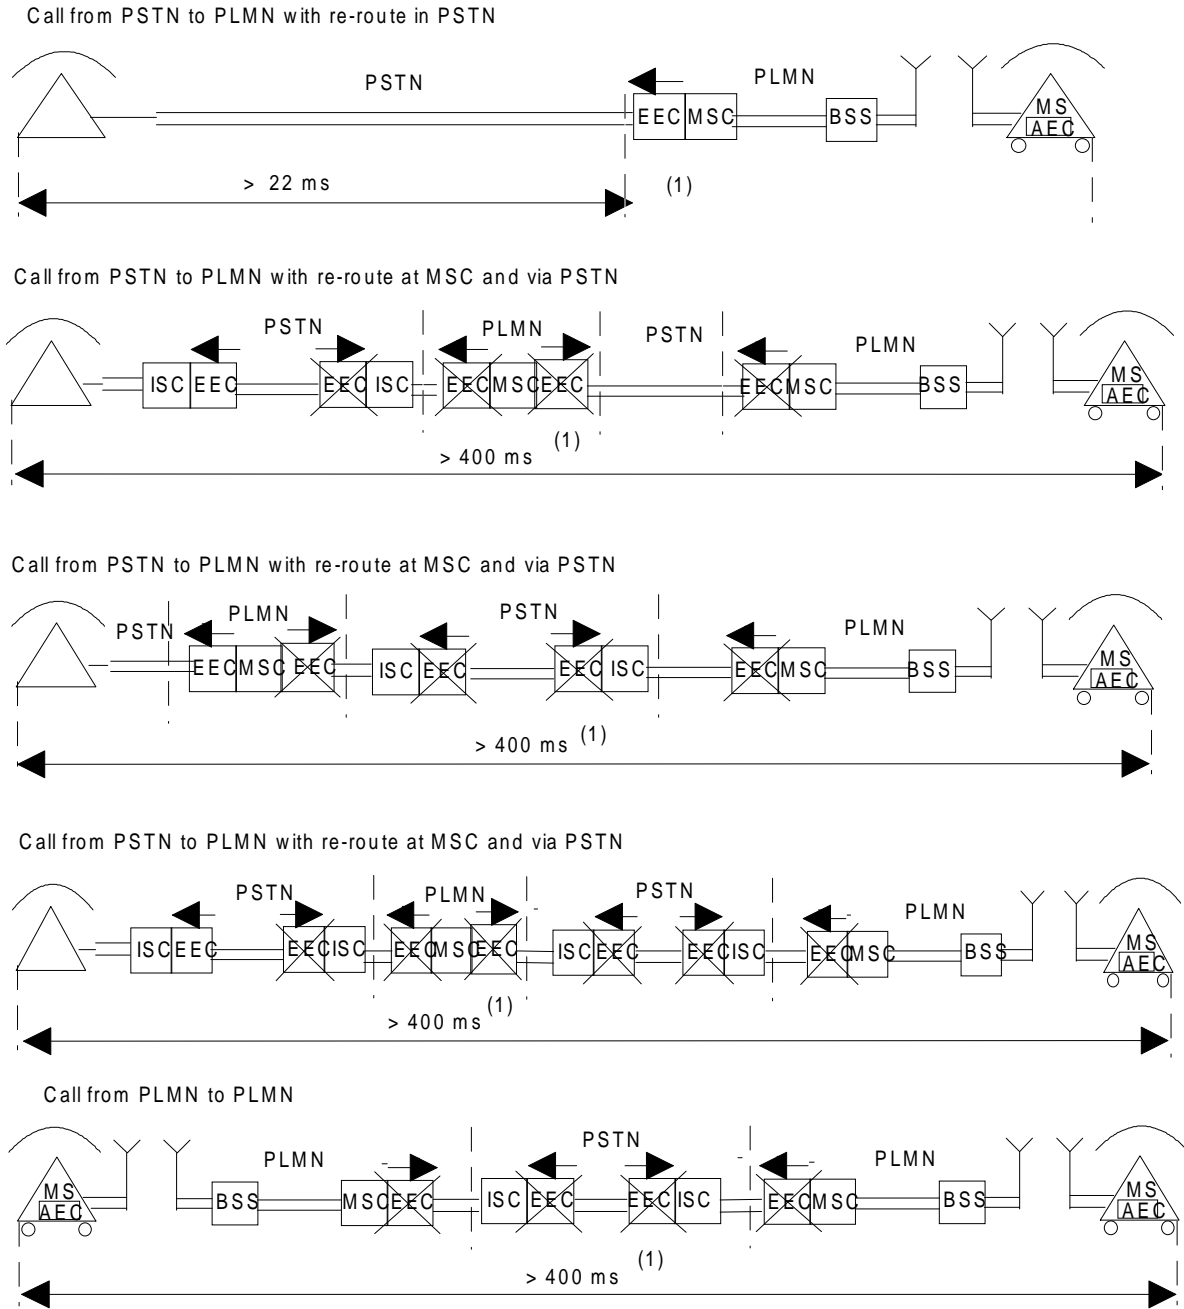 Call from PSTN to PLMN with re-route in PSTN
PSTN PLMN
EEC MSC BSS MS
AEC
> 22 ms (1)
Call from PSTN to PLMN with re-route at MSC and via PSTN
PSTN PLMN PSTN PLMN
ISC EEC EEC ISC EEC MSC EEC EEC MSC BSS MS
AEC
(1)
> 400 ms
Call from PSTN to PLMN with re-route at MSC and via PSTN
PSTN PLMN PSTN PLMN
EEC MSC EEC ISC EEC EEC ISC EEC MSC BSS MS
AEC
> 400 ms (1)
Call from PSTN to PLMN with re-route at MSC and via PSTN
PSTN PLMN PSTN PLMN
ISC EEC EEC ISC EEC MSC EEC ISC EEC EEC ISC EEC MSC BSS MS
AEC
(1)
> 400 ms
Call from PLMN to PLMN
PLMN PSTN PLMN
MS BSS MSC EEC ISC EEC EEC ISC EEC MSC BSS MS
AEC AEC
(1)
> 400 ms